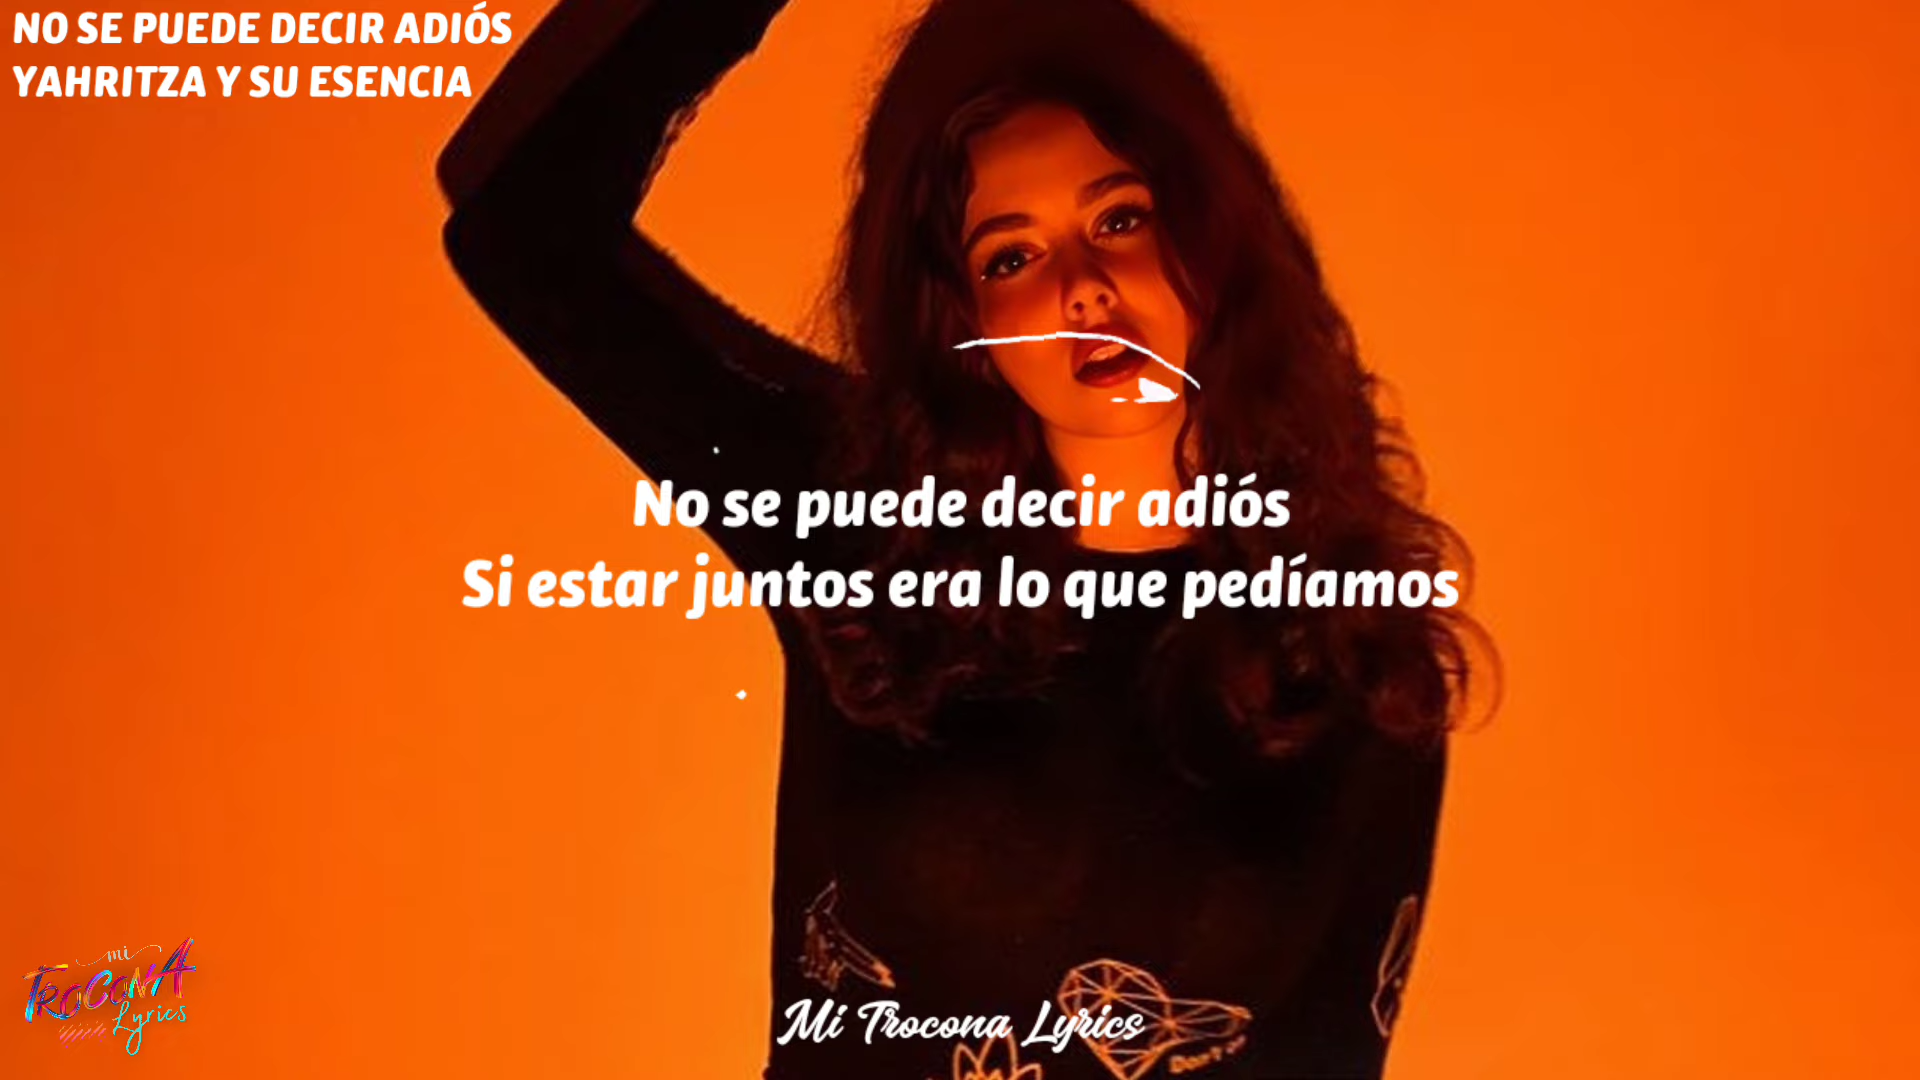 NO SE PUEDE DECIR ADIÓS
YAHRITZA Y SU ESENCIA
No se puede decir adiós
Si estar juntos era lo que pedíamos
mi
TROCONA
Lyrics
Mi Trocona Lyrics